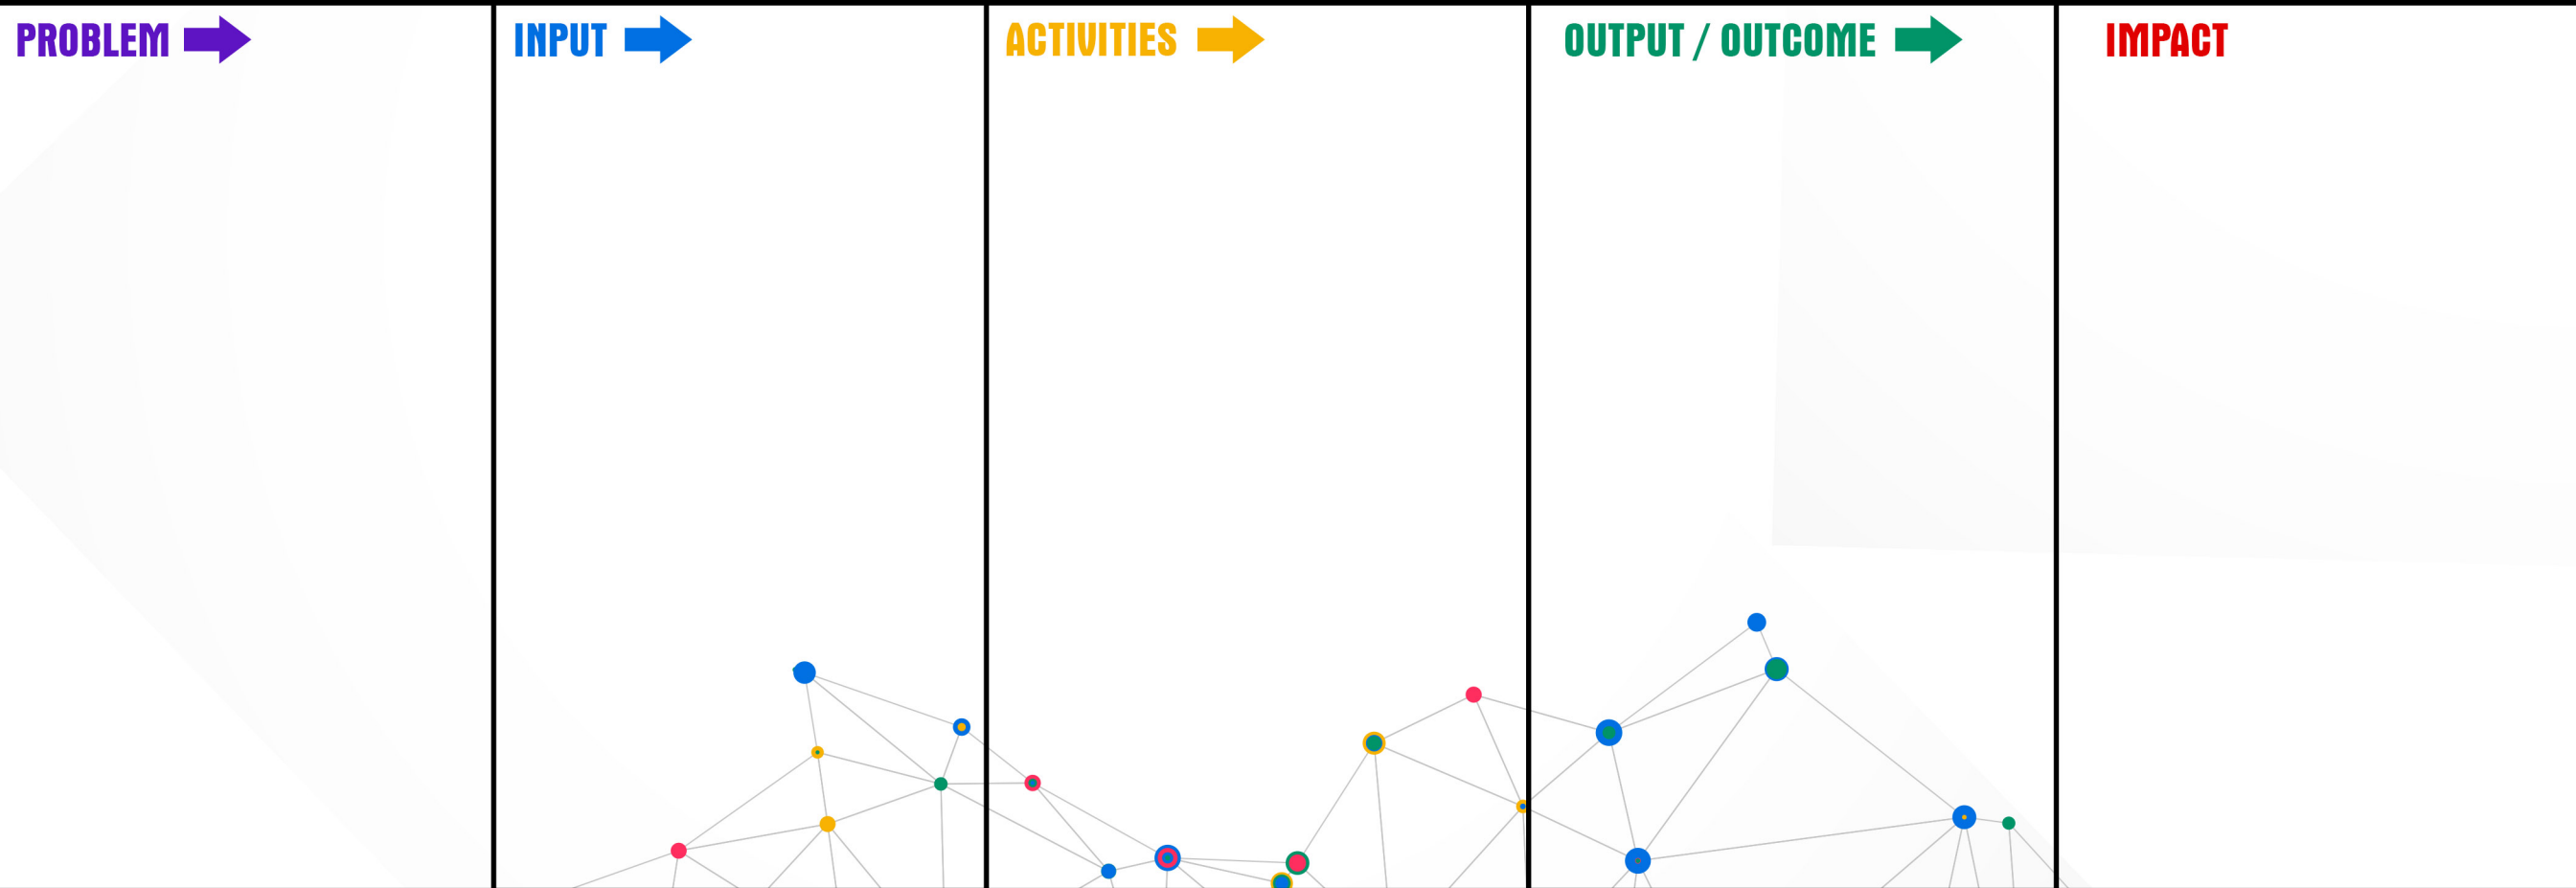 PROBLEM
INPUT
ACTIVITIES
OUTPUT / OUTCOME
IMPACT